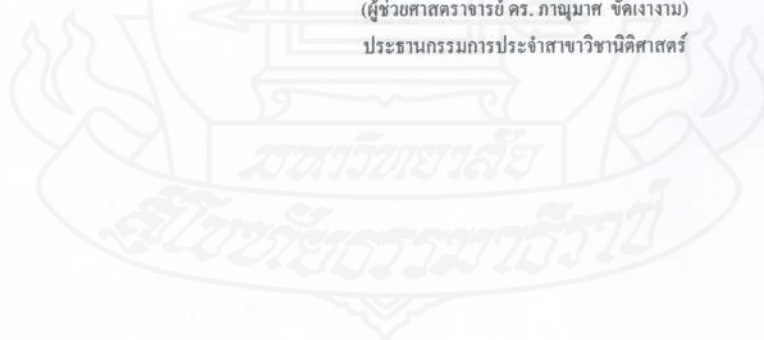 (ผู้ช่วยศาสตราจารย์ ดร. ภาณุมาศ ขัดเงางาม)
ประธานกรรมการประจำสาขาวิชานิติศาสตร์
มหาวิทยาลัย
สุโขทัยธรรมาธิราช